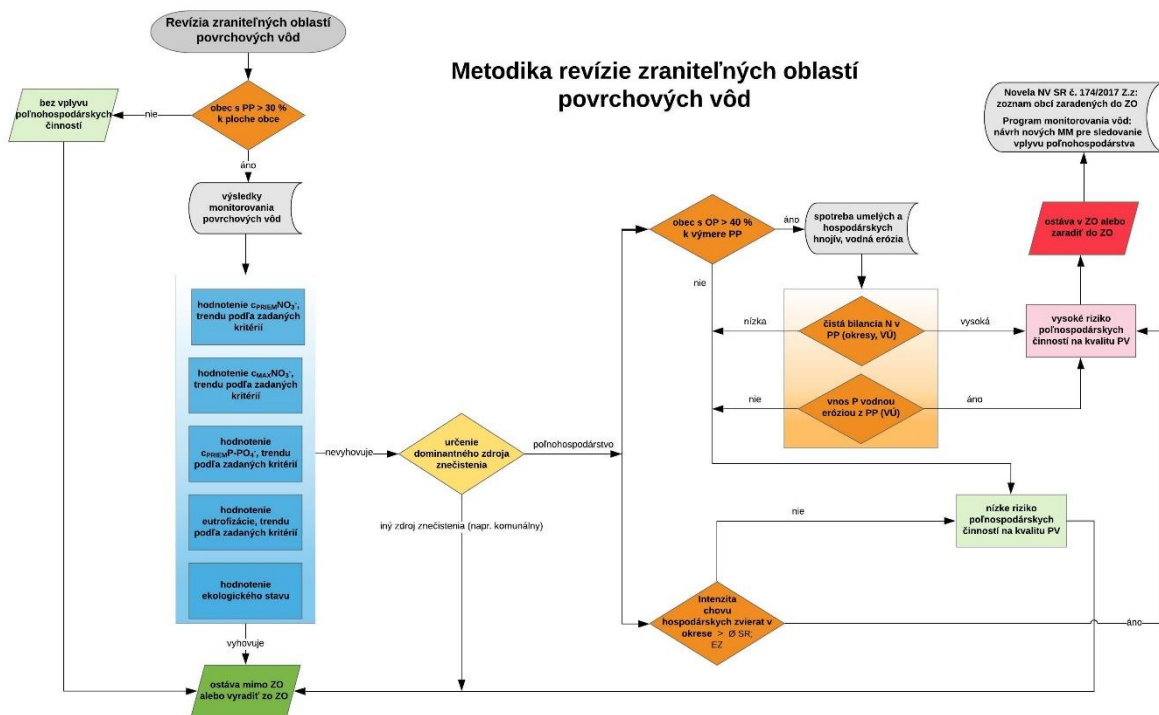 Revízia zraniteľných oblastí
povrchových vôd
Metodika revízie zraniteľných oblastí
povrchových vôd
bez vplyvu
poľnohospodárskych
činností
nie
obec s PP > 30 %
k ploche obce
áno
výsledky
monitorovania
povrchových vôd
hodnotenie cPRIEMNO3-,
trendu podľa zadaných
kritérií
hodnotenie cMAXNO3-,
trendu podľa zadaných
kritérií
hodnotenie
cPRIEMP-PO4-, trendu
podľa zadaných kritérií
hodnotenie
eutrofizácie, trendu
podľa zadaných kritérií
hodnotenie
ekologického stavu
vyhovuje
ostáva mimo ZO
alebo vyradiť zo ZO
nevyhovuje
určenie
dominantného zdroja
znečistenia
poľnohospodárstvo
iný zdroj znečistenia (napr. komunálny)
obec s OP > 40 %
k výmere PP
áno
nie
spotreba umelých a
hospodárskych
hnojív, vodná erózia
nízka
čistá bilancia N v
PP (okresy, VÚ)
vysoká
nie
vnos P vodnou
eróziou z PP (VÚ)
áno
Novela NV SR č. 174/2017 Z.z:
zoznam obcí zaradených do ZO
Program monitorovania vôd:
návrh nových MM pre sledovanie
vplyvu poľnohospodárstva
ostáva v ZO alebo
zaradiť do ZO
vysoké riziko
poľnospodárskych
činností na kvalitu PV
nízke riziko
poľnospodárskych
činností na kvalitu PV
nie
Intenzita
chovu
hospodárskych zvierat v
okrese > Ø SR;
EZ
áno